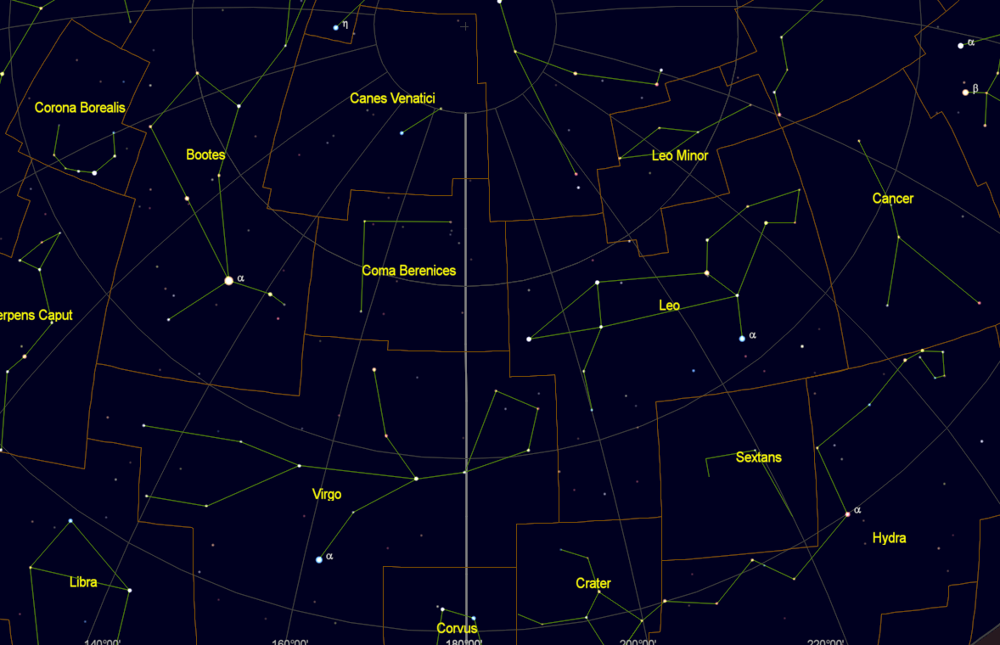 η
α
β
Canes Venatici
Corona Borealis
Bootes
Leo Minor
Cancer
Coma Berenices
α
Leo
erpens Caput
α
Sextans
Virgo
α
Hydra
α
Libra
Crater
Corvus
140°00' 160°00' 180°00' 200°00' 220°00'